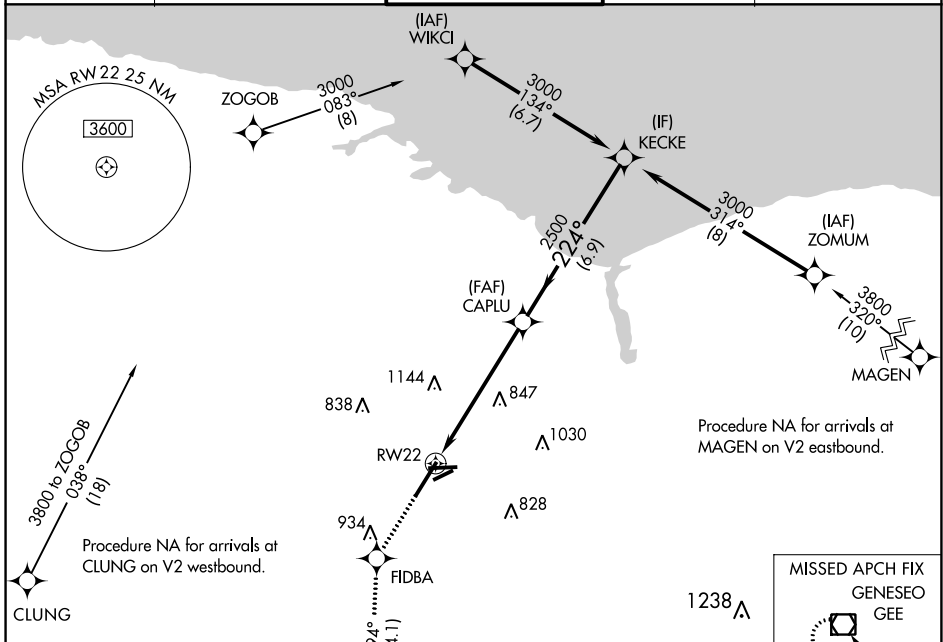 (IAF)
WIKCI
MSA RW22 25 NM
3600
ZOGOB
3000
083°
(8)
3000
134°
(6.7)
(IF)
KECKE
3000
314°
(8)
(IAF)
ZOMUM
2500
224°
(6.9)
(FAF)
CAPLU
3800
320°
(10)
MAGEN
1144
847
838
1030
Procedure NA for arrivals at
MAGEN on V2 eastbound.
RW22
3800 to ZOGOB
038°
(18)
828
934
Procedure NA for arrivals at
CLUNG on V2 westbound.
FIDBA
CLUNG
MISSED APCH FIX
GENESEO
GEE
1238
94°
4.1)